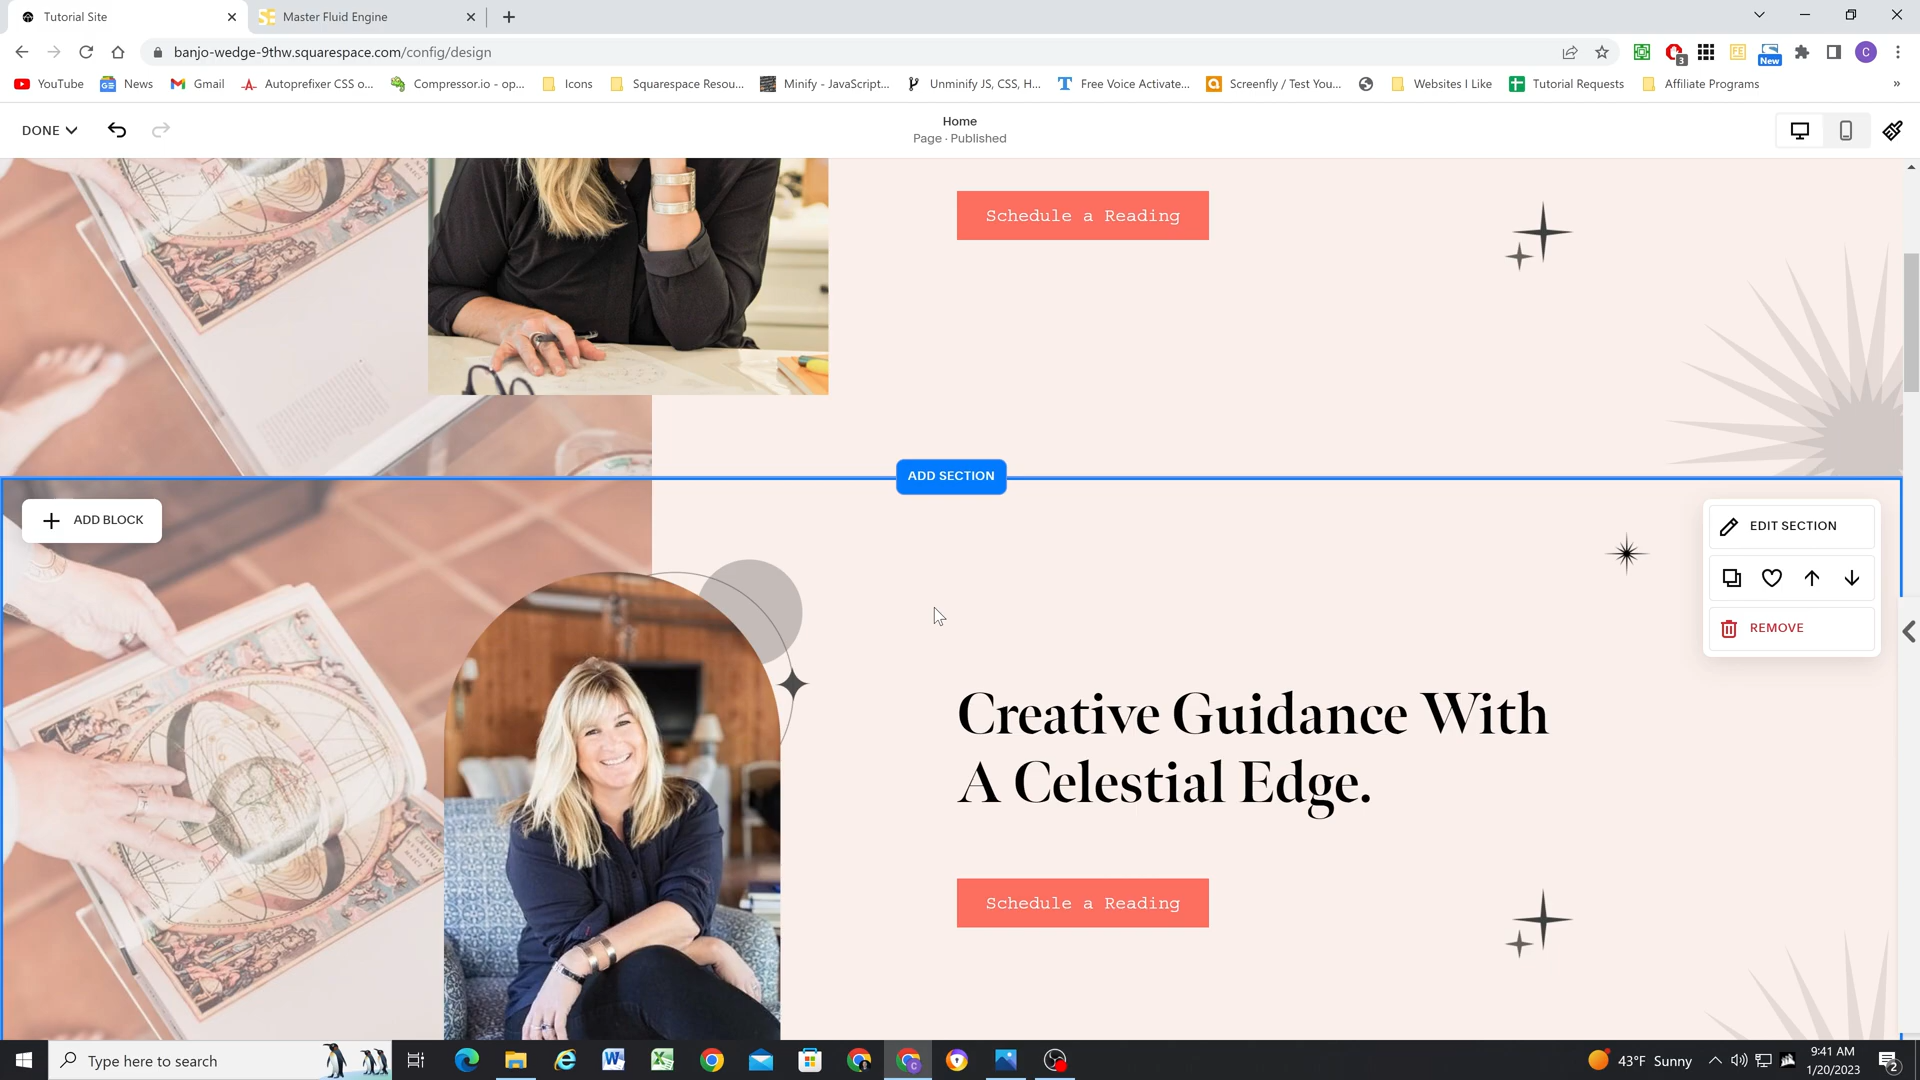 Tutorial Site
Master Fluid Engine
banjo-wedge-9thw.squarespace.com/config/design
3
New
C
YouTube
News
Gmail
Autoprefixer CSS o...
Compressor.io - op...
Icons
Squarespace Resou...
Minify - JavaScript...
Unminify JS, CSS, H...
Free Voice Activate...
Screenfly / Test You...
Websites I Like
Tutorial Requests
Affiliate Programs
»
DONE
Home
Page · Published
Schedule a Reading
ADD SECTION
ADD BLOCK
EDIT SECTION
REMOVE
Creative Guidance With
A Celestial Edge.
Schedule a Reading
Type here to search
43°F Sunny
9:41 AM
1/20/2023
2